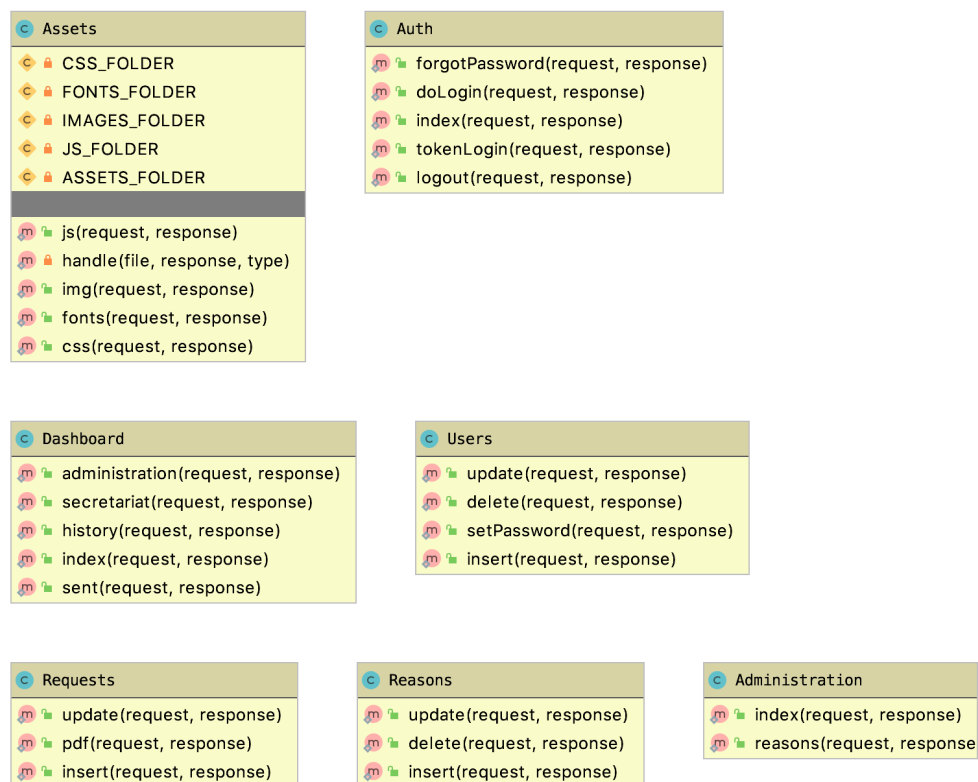 Assets
CSS_FOLDER
FONTS_FOLDER
IMAGES_FOLDER
JS_FOLDER
ASSETS_FOLDER
js(request, response)
handle(file, response, type)
img(request, response)
fonts(request, response)
css(request, response)
Auth
forgotPassword(request, response)
doLogin(request, response)
index(request, response)
tokenLogin(request, response)
logout(request, response)
Dashboard
administration(request, response)
secretariat(request, response)
history(request, response)
index(request, response)
sent(request, response)
Users
update(request, response)
delete(request, response)
setPassword(request, response)
insert(request, response)
Requests
update(request, response)
pdf(request, response)
insert(request, response)
Reasons
update(request, response)
delete(request, response)
insert(request, response)
Administration
index(request, response)
reasons(request, response